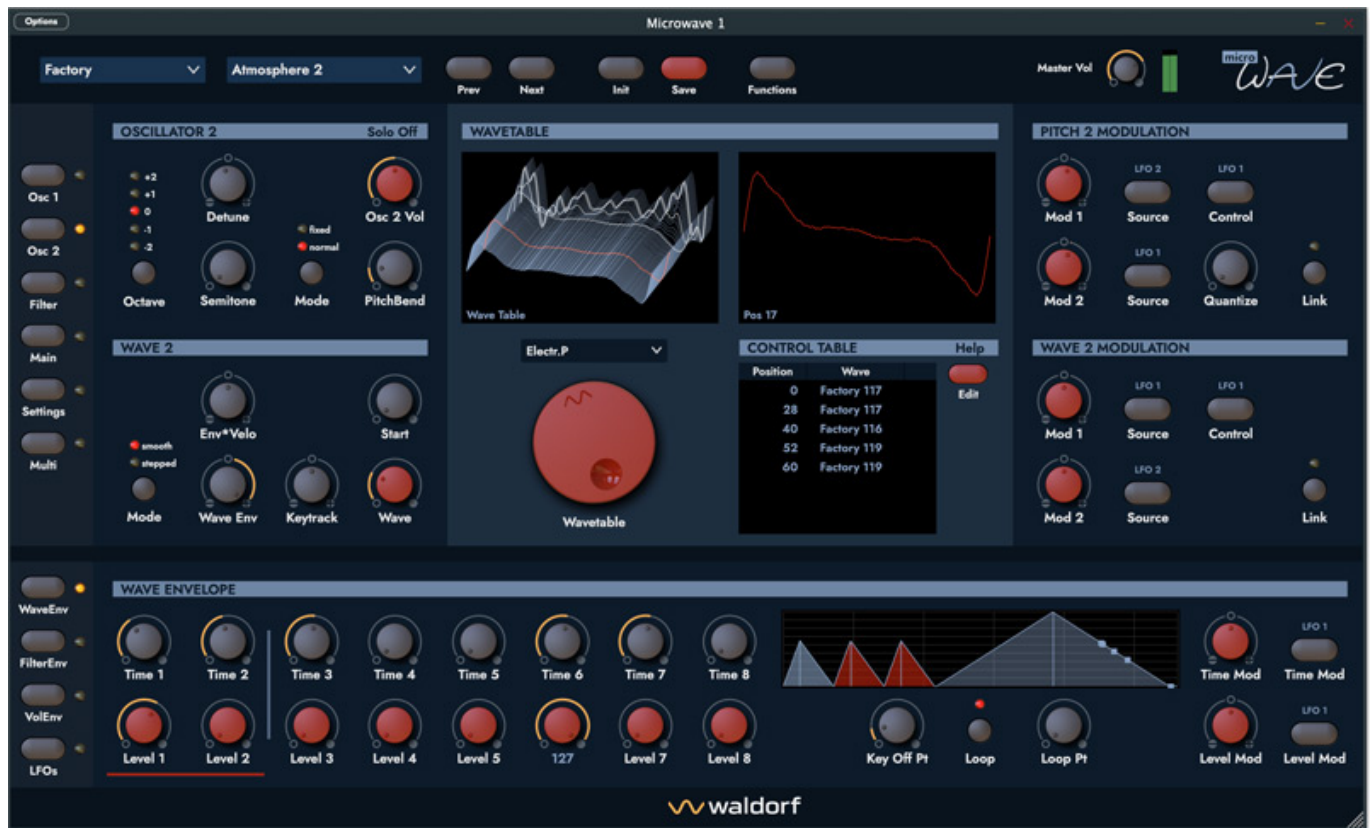 Options
Microwave 1
Factory
Atmosphere 2
Prev
Next
Init
Save
Functions
Master Vol
micro
WAVE
Osc 1
Osc 2
Filter
Main
Settings
Multi
OSCILLATOR 2
Solo Off
+2
+1
0
-1
-2
Octave
Detune
Semitone
fixed
normal
Mode
Osc 2 Vol
PitchBend
WAVE 2
smooth
stepped
Mode
Env*Velo
Start
Wave Env
Keytrack
Wave
WAVETABLE
Wave Table
Pos 17
Electr.P
Wavetable
CONTROL TABLE
Help
Position Wave
0 Factory 117
28 Factory 117
40 Factory 116
52 Factory 119
60 Factory 119
Edit
PITCH 2 MODULATION
Mod 1
LFO 2
Source
LFO 1
Control
Mod 2
LFO 1
Source
Quantize
Link
WAVE 2 MODULATION
Mod 1
LFO 1
Source
LFO 1
Control
Mod 2
LFO 2
Source
Link
WaveEnv
FilterEnv
VolEnv
LFOs
WAVE ENVELOPE
Time 1
Time 2
Time 3
Time 4
Time 5
Time 6
Time 7
Time 8
Level 1
Level 2
Level 3
Level 4
Level 5
127
Level 7
Level 8
Key Off Pt
Loop
Loop Pt
Time Mod
LFO 1
Time Mod
Level Mod
LFO 1
Level Mod
waldorf